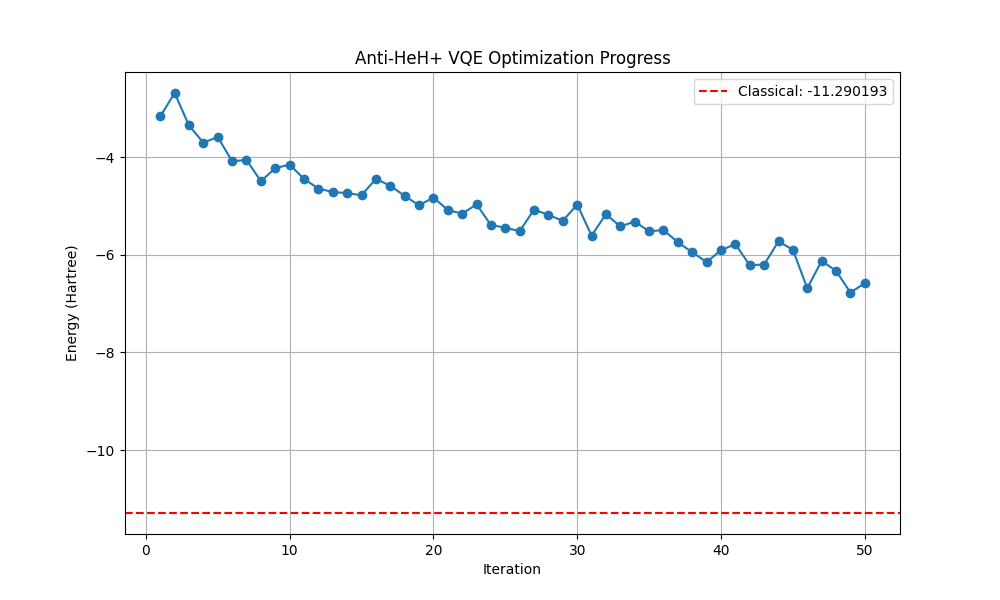 Anti-HeH+ VQE Optimization Progress
Classical: -11.290193
Energy (Hartree)
−4
−6
−8
−10
0 10 20 30 40 50
Iteration